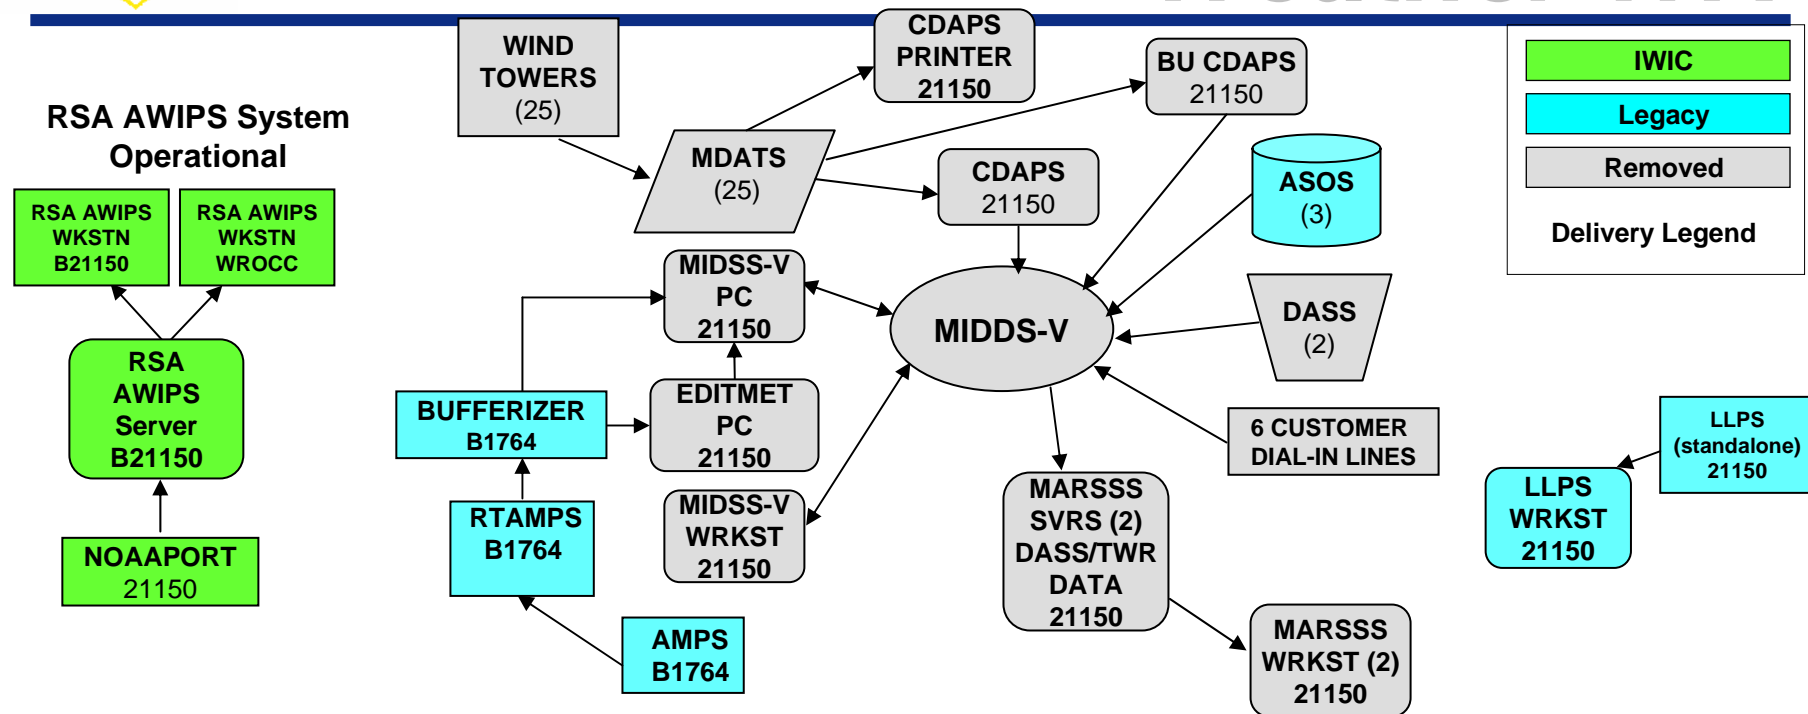 RSA AWIPS System
Operational
RSA AWIPS
WKSTN
B21150
RSA AWIPS
WKSTN
WROCC
RSA
AWIPS
Server
B21150
NOAAPORT
21150
WIND
TOWERS
(25)
MDATS
(25)
CDAPS
PRINTER
21150
BU CDAPS
21150
CDAPS
21150
ASOS
(3)
DASS
(2)
MIDSS-V
PC
21150
MIDDS-V
BUFFERIZER
B1764
EDITMET
PC
21150
6 CUSTOMER
DIAL-IN LINES
RTAMPS
B1764
MIDSS-V
WRKST
21150
AMPS
B1764
MARSSS
SVRS (2)
DASS/TWR
DATA
21150
MARSSS
WRKST (2)
21150
LLPS
(standalone)
21150
LLPS
WRKST
21150
IWIC
Legacy
Removed
Delivery Legend